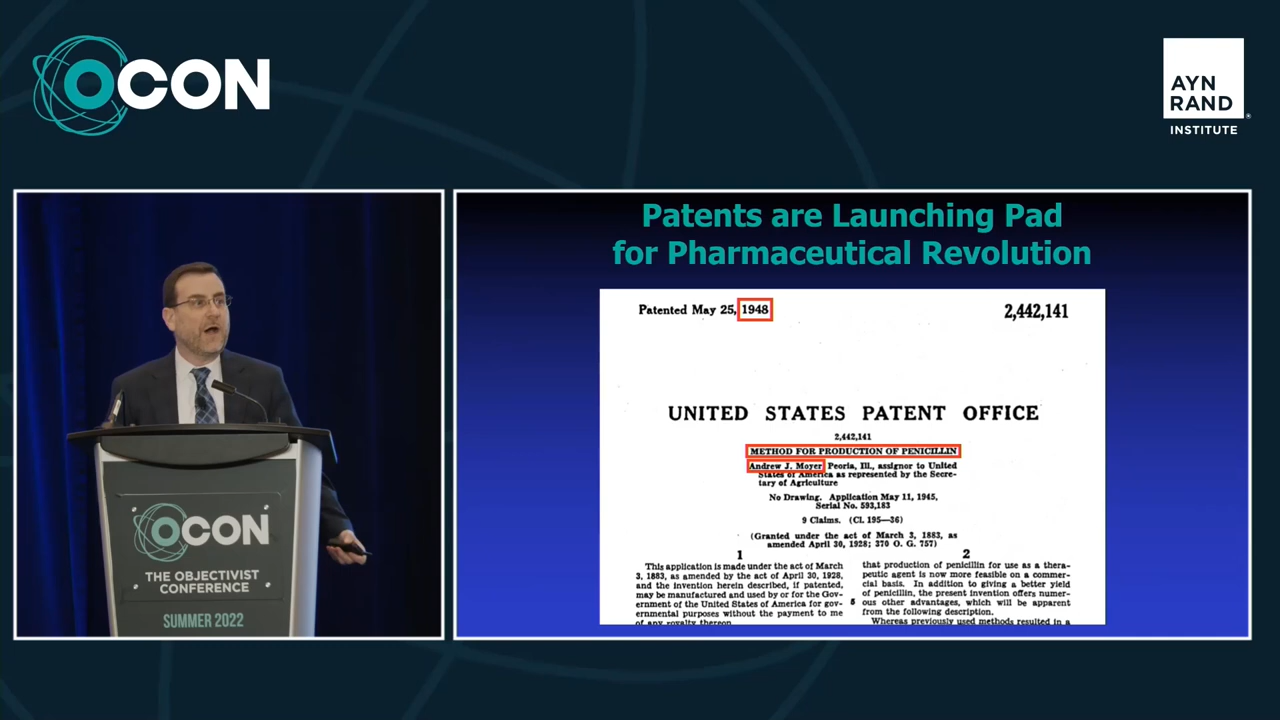 OCON
AYN
RAND
INSTITUTE
Patents are Launching Pad
for Pharmaceutical Revolution
Patented May 25, 1948
2,442,141
UNITED STATES PATENT OFFICE
2,442,141
METHOD FOR PRODUCTION OF PENICILLIN
Andrew J. Moyer, Peoria, Ill., assignor to United
States of America as represented by the Secre-
tary of Agriculture
No Drawing. Application May 11, 1945,
Serial No. 593,183
9 Claims. (Cl. 195—36)
(Granted under the act of March 3, 1883, as
amended April 30, 1928; 370 O. G. 757)
1
This application is made under the act of March
3, 1883, as amended by the act of April 30, 1928,
and the invention herein described, if patented,
may be manufactured and used by or for the Gov-
ernment of the United States of America for gov-
ernmental purposes without the payment to me
of any royalty thereon.
2
that production of penicillin for use as a thera-
peutic agent is now more feasible on a commer-
cial basis. In addition to giving a better yield
of penicillin, the present invention offers numer-
5 ous other advantages, which will be apparent
from the following description.
Whereas previously used methods resulted in a
OCON
THE OBJECTIVIST
CONFERENCE
SUMMER 2022